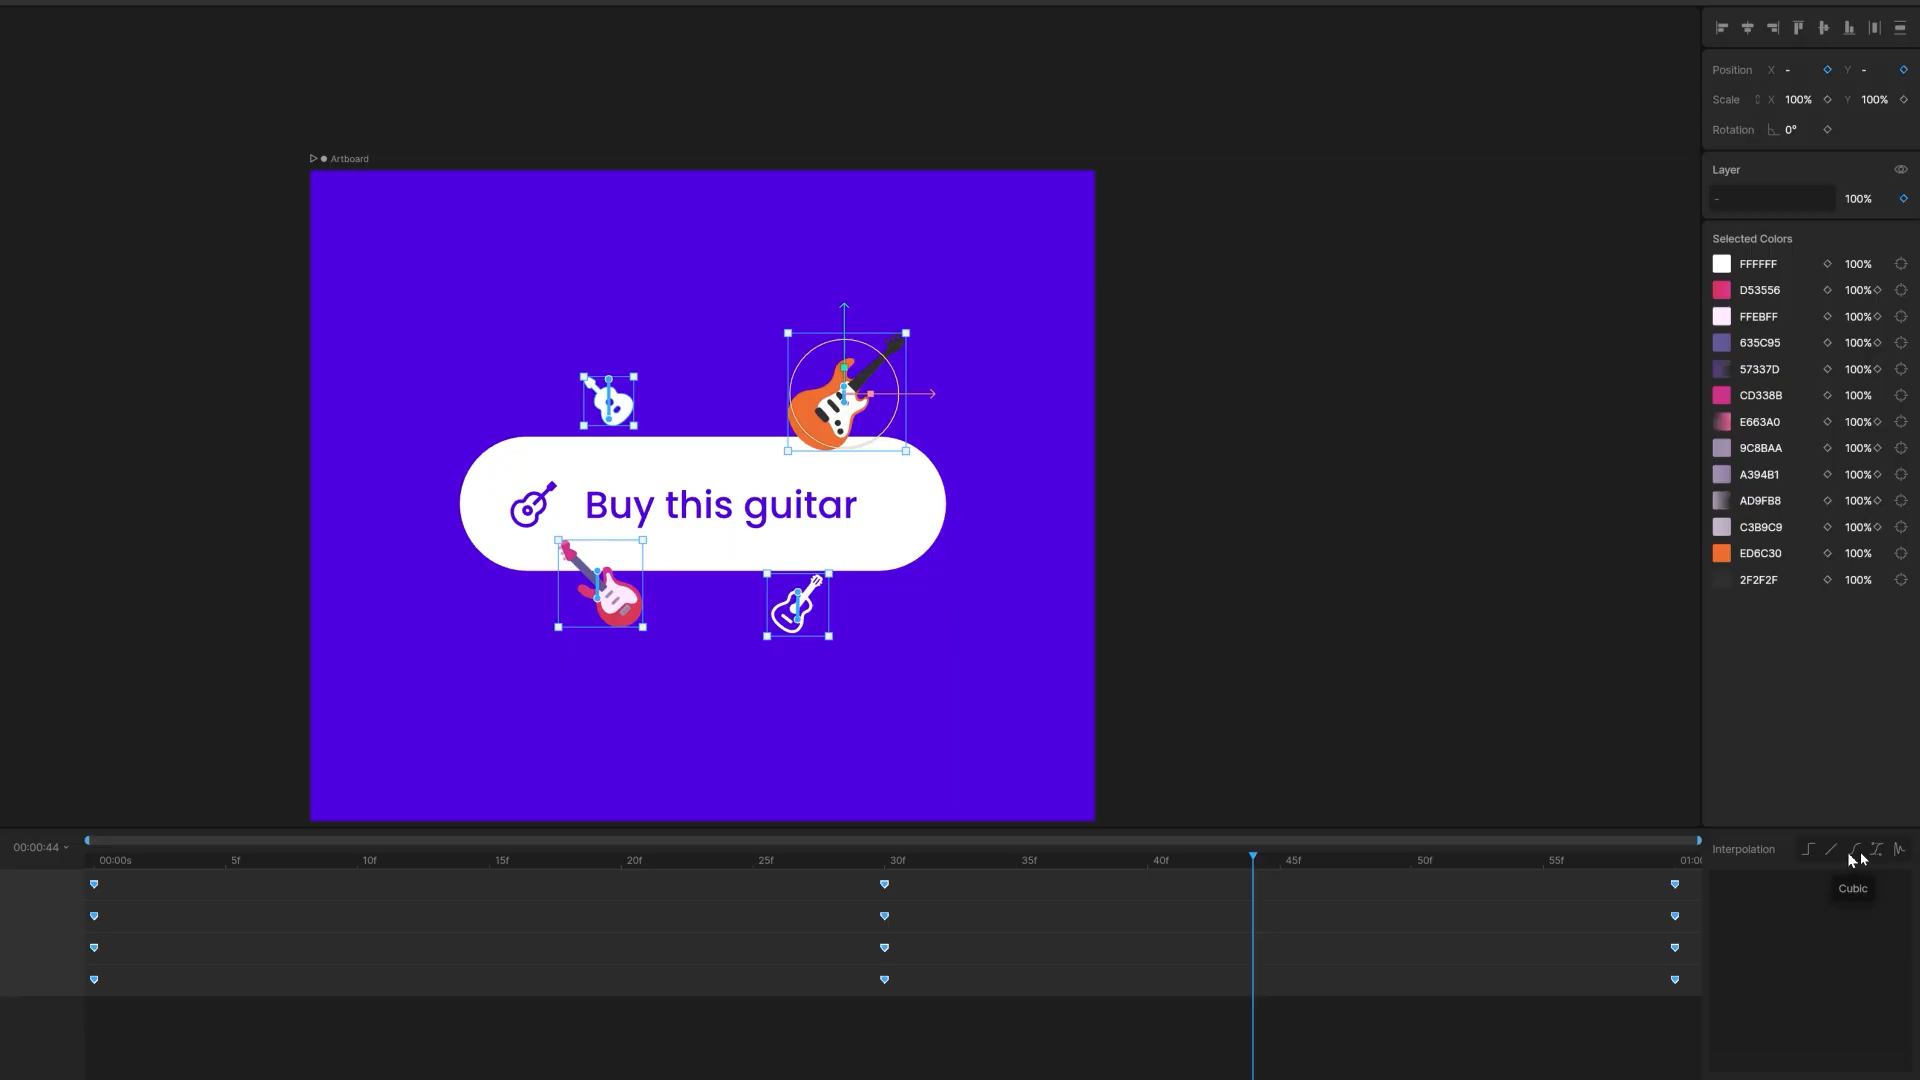 Position X - Y -
Scale X 100% Y 100%
Rotation 0°
Artboard
Layer
- 100%
Selected Colors
FFFFFF 100%
D53556 100%
FFEBFF 100%
635C95 100%
57337D 100%
CD338B 100%
E663A0 100%
9C8BAA 100%
A394B1 100%
AD9FB8 100%
C3B9C9 100%
ED6C30 100%
2F2F2F 100%
Buy this guitar
00:00:44
00:00s 5f 10f 15f 20f 25f 30f 35f 40f 45f 50f 55f 01:00
Interpolation
Cubic